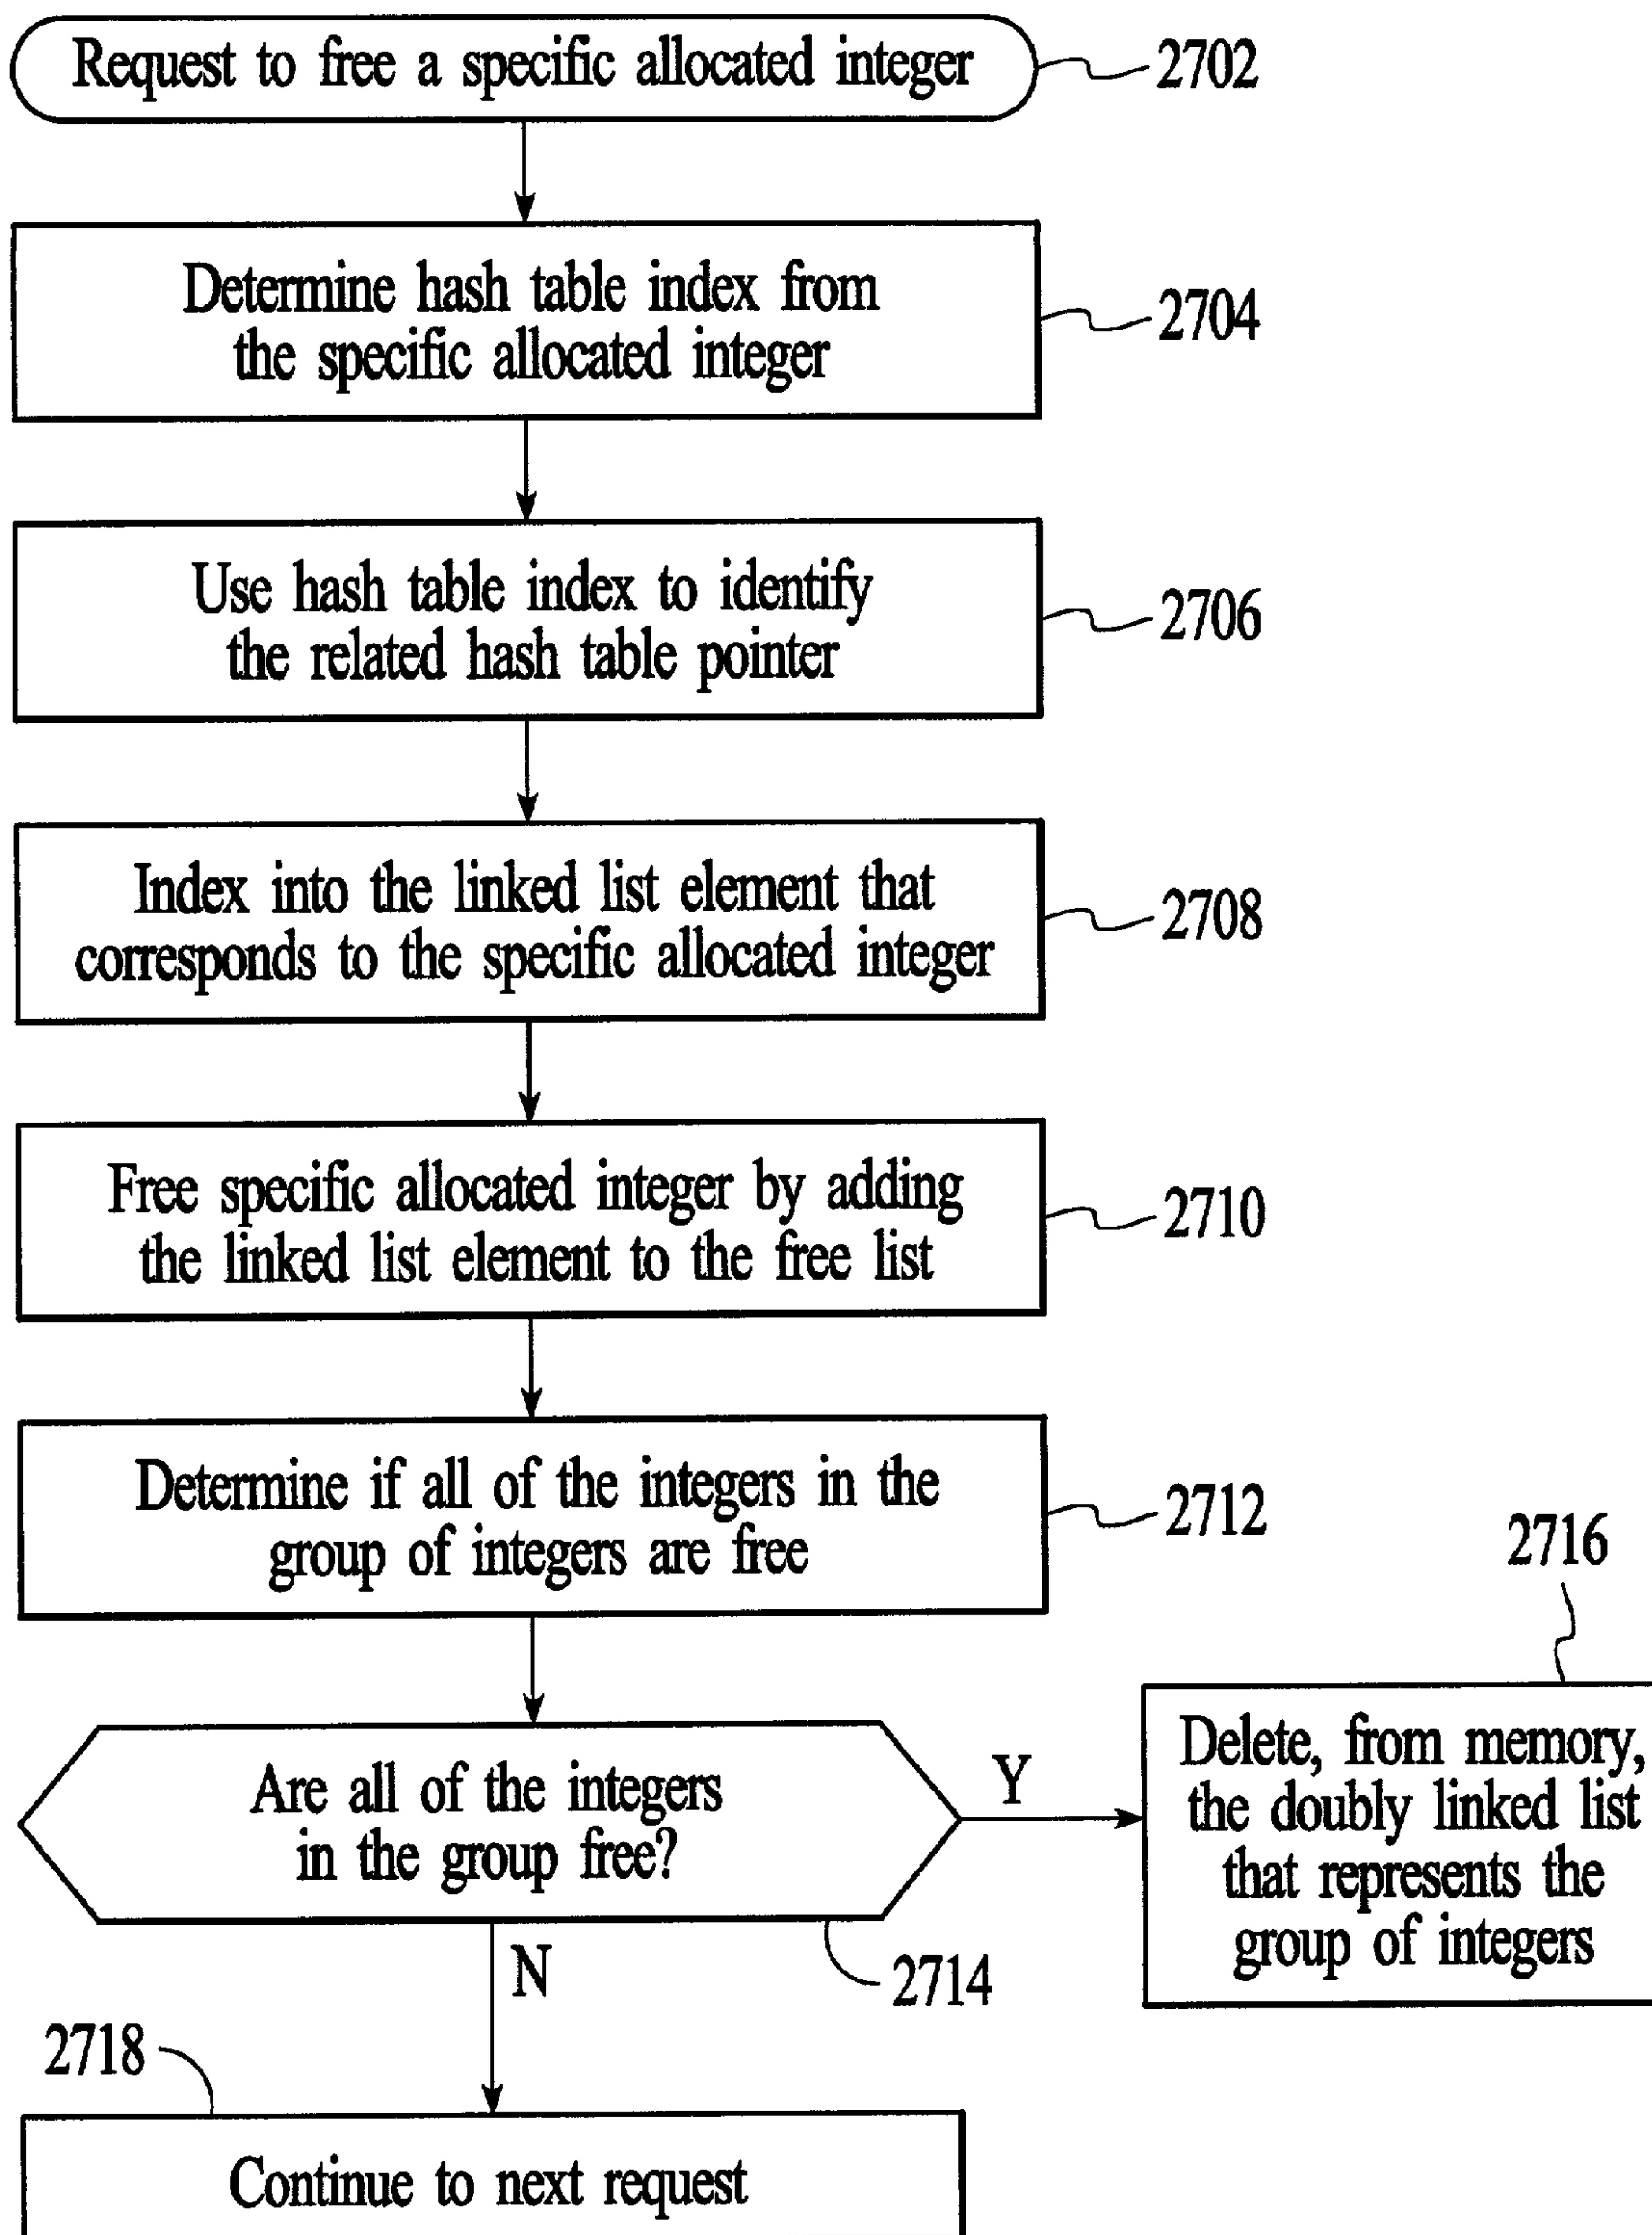 Request to free a specific allocated integer
2702
Determine hash table index from
the specific allocated integer
2704
Use hash table index to identify
the related hash table pointer
2706
Index into the linked list element that
corresponds to the specific allocated integer
2708
Free specific allocated integer by adding
the linked list element to the free list
2710
Determine if all of the integers in the
group of integers are free
2712
2716
Are all of the integers
in the group free?
Y
Delete, from memory,
the doubly linked list
that represents the
group of integers
N
2714
2718
Continue to next request